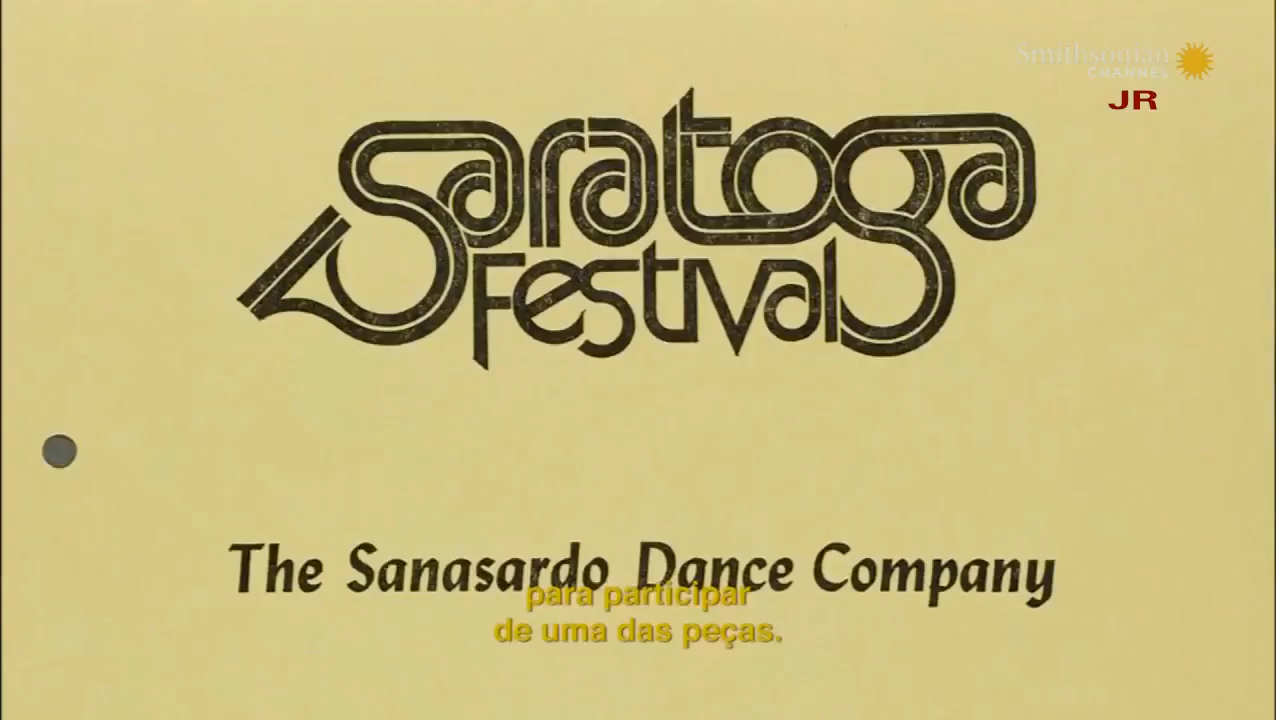 Smithsonian
CHANNEL
JR
Saratoga
Festival
The Sanasardo Dance Company
para participar
de uma das peças.